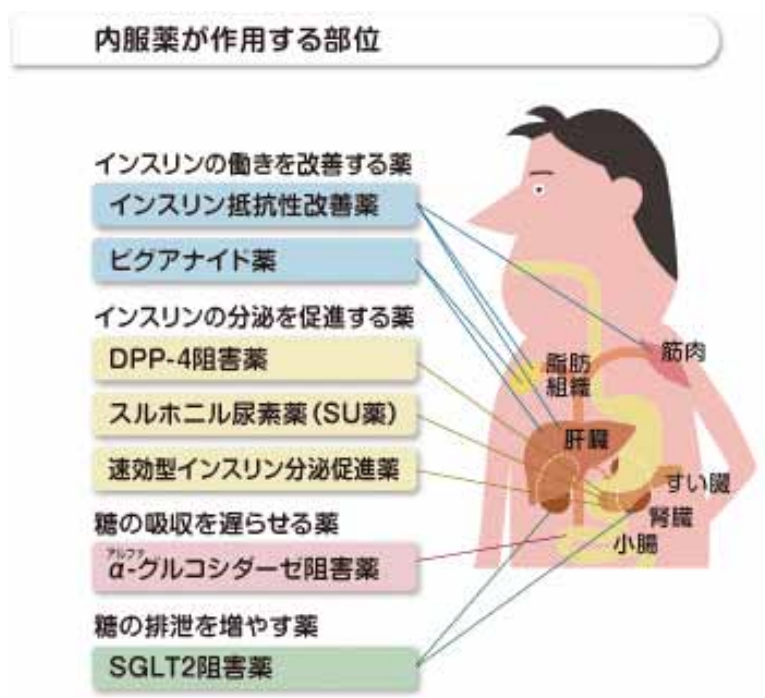 内服薬が作用する部位
インスリンの働きを改善する薬
インスリン抵抗性改善薬
ビグアナイド薬
インスリンの分泌を促進する薬
DPP-4阻害薬
スルホニル尿素薬(SU薬)
速効型インスリン分泌促進薬
糖の吸収を遅らせる薬
アルファ
α-グルコシダーゼ阻害薬
糖の排泄を増やす薬
SGLT2阻害薬
筋肉
脂肪
組織
肝臓
すい臓
腎臓
小腸